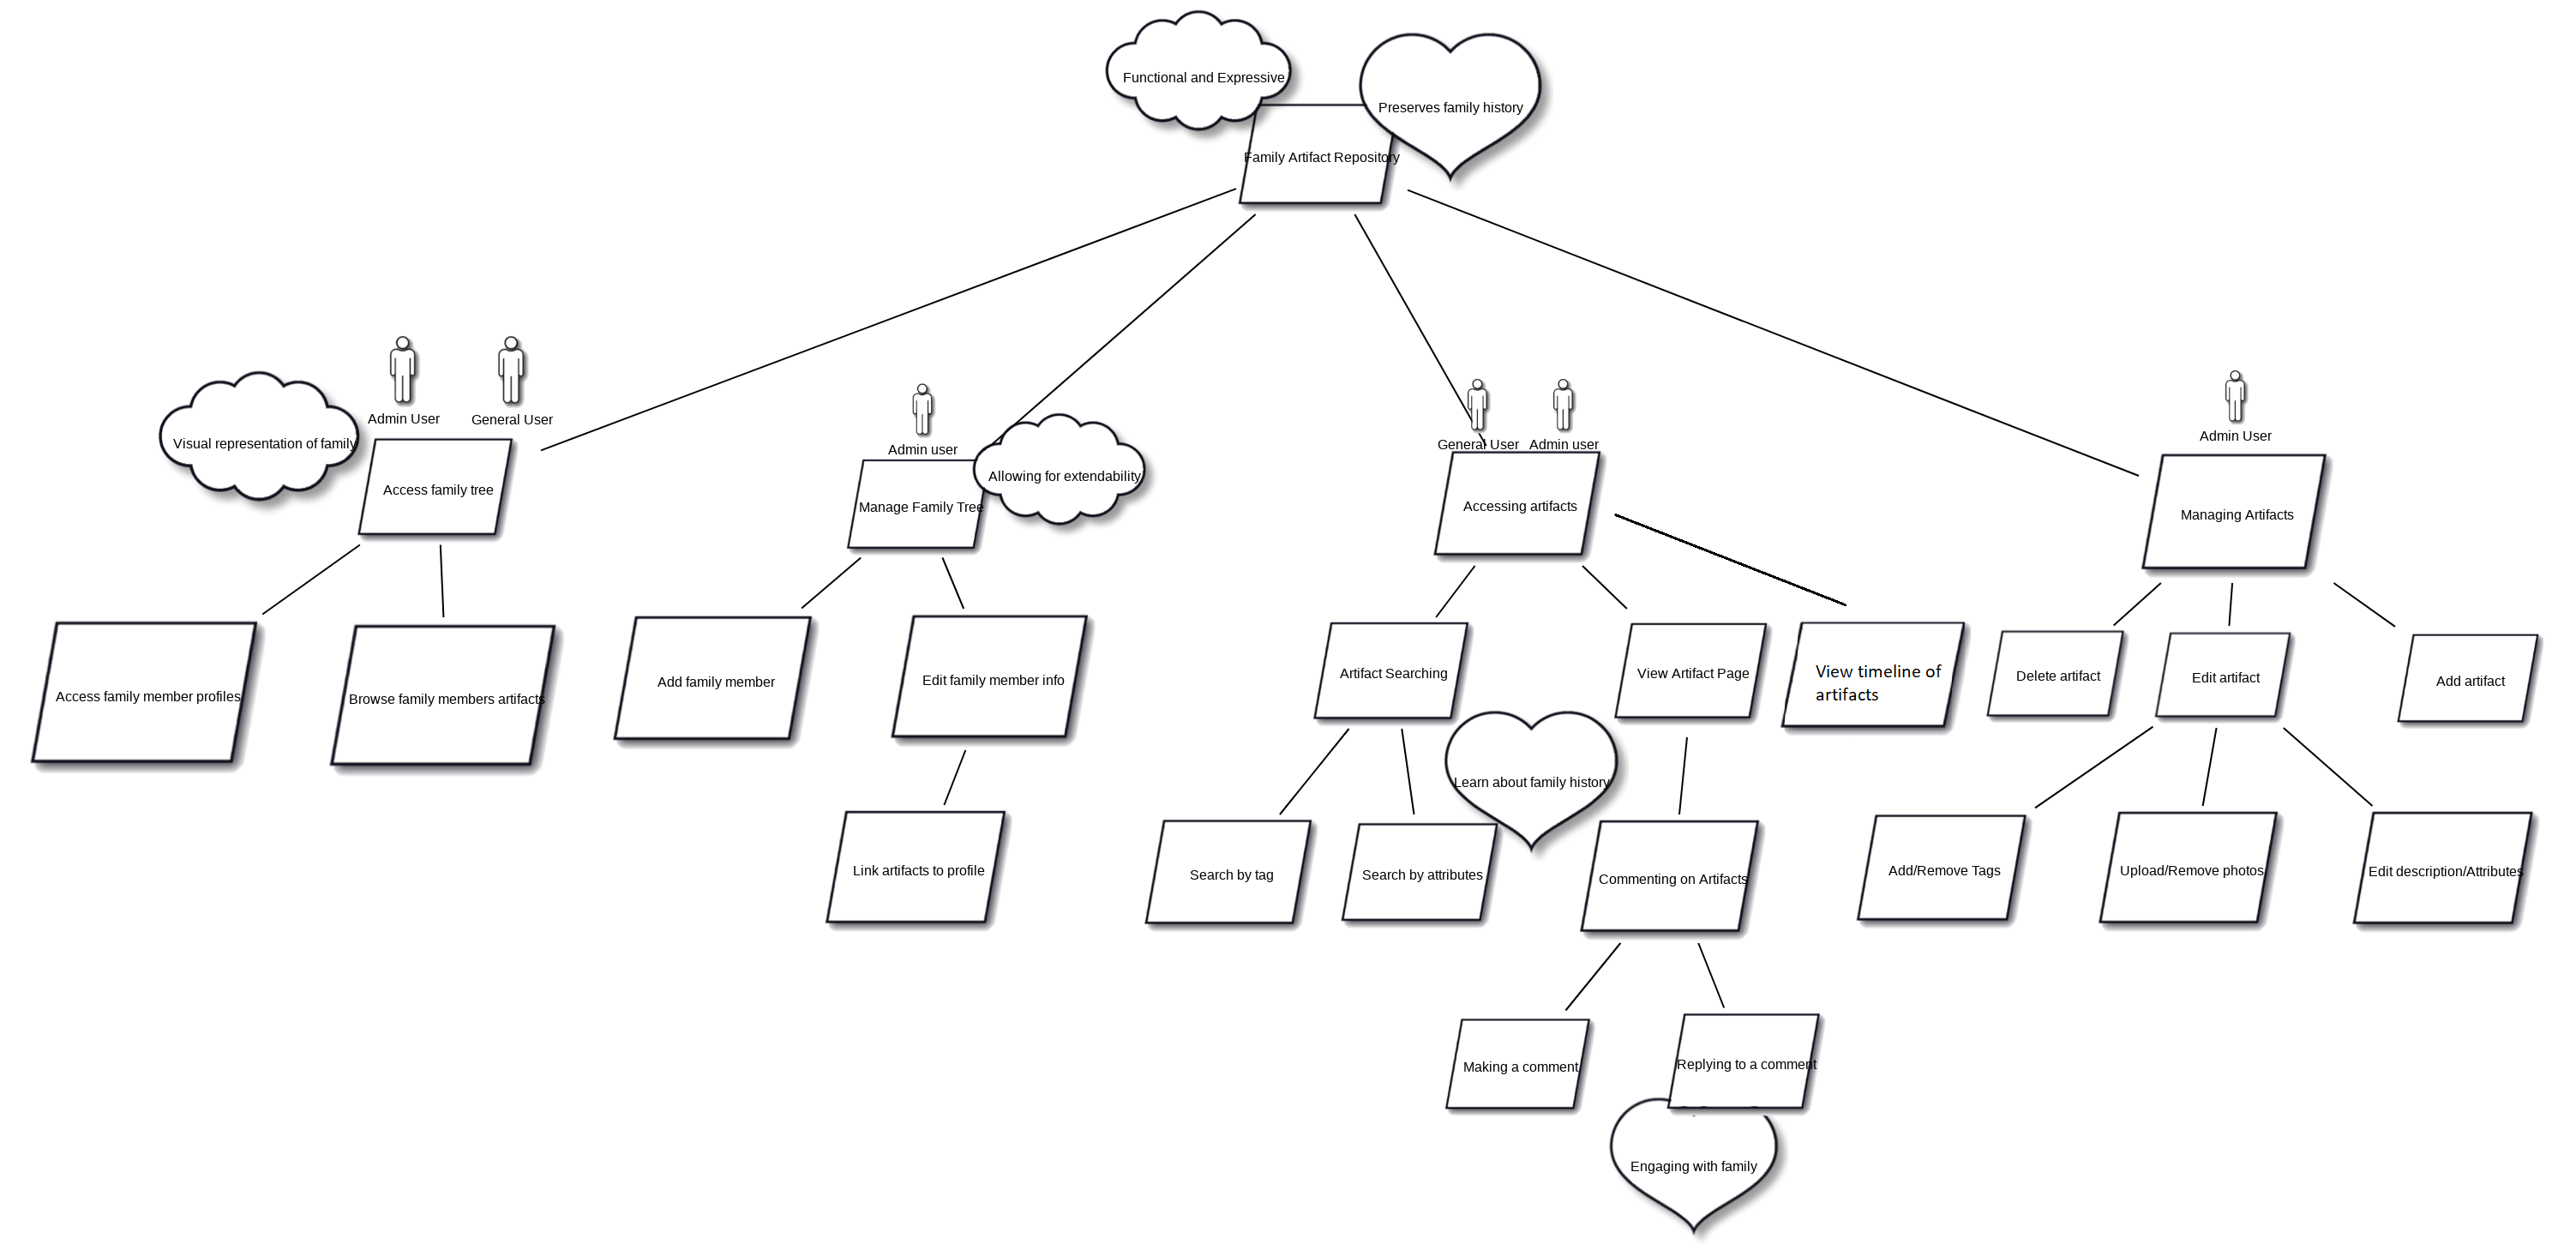 Functional and Expressive
Preserves family history
Family Artifact Repository
Admin User
General User
Visual representation of family
Access family tree
Admin user
Allowing for extendability
Manage Family Tree
General User
Admin user
Accessing artifacts
Admin User
Managing Artifacts
Access family member profiles
Browse family members artifacts
Add family member
Edit family member info
Artifact Searching
View Artifact Page
View timeline of
artifacts
Delete artifact
Edit artifact
Add artifact
Learn about family history
Link artifacts to profile
Search by tag
Search by attributes
Commenting on Artifacts
Add/Remove Tags
Upload/Remove photos
Edit description/Attributes
Making a comment
Replying to a comment
Engaging with family